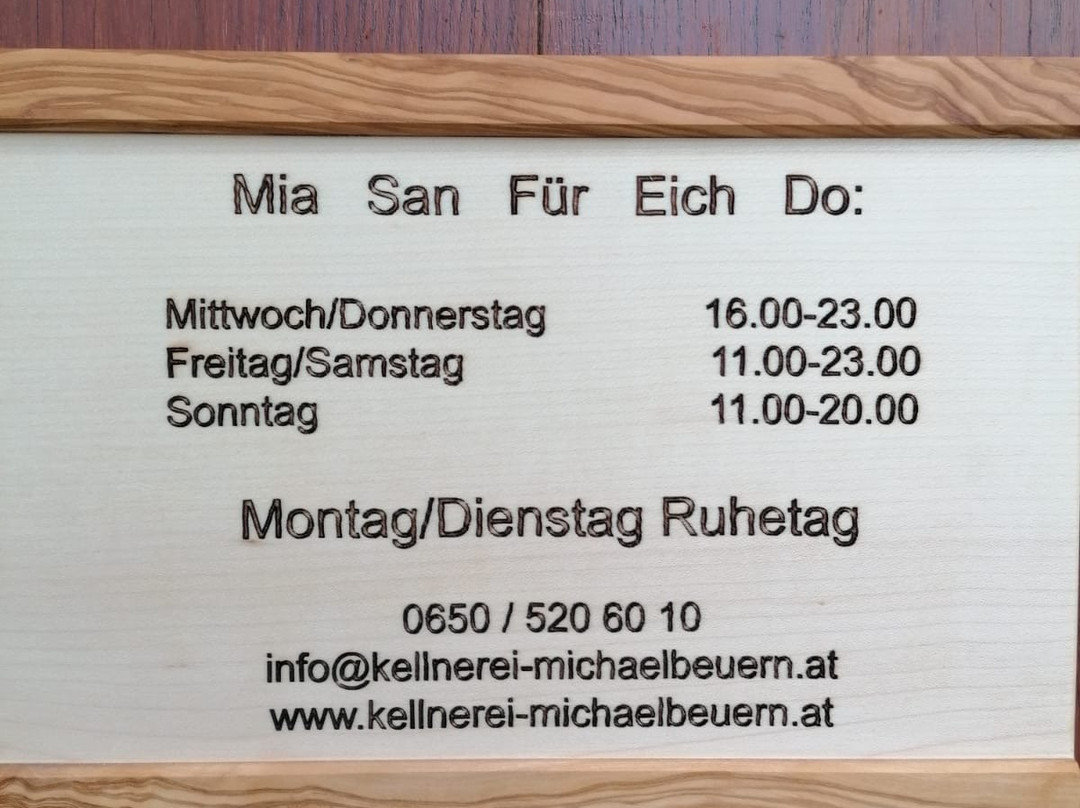 Mia San Für Eich Do:
Mittwoch/Donnerstag 16.00-23.00
Freitag/Samstag 11.00-23.00
Sonntag 11.00-20.00
Montag/Dienstag Ruhetag
0650 / 520 60 10
info@kellnerei-michaelbeuern.at
www.kellnerei-michaelbeuern.at